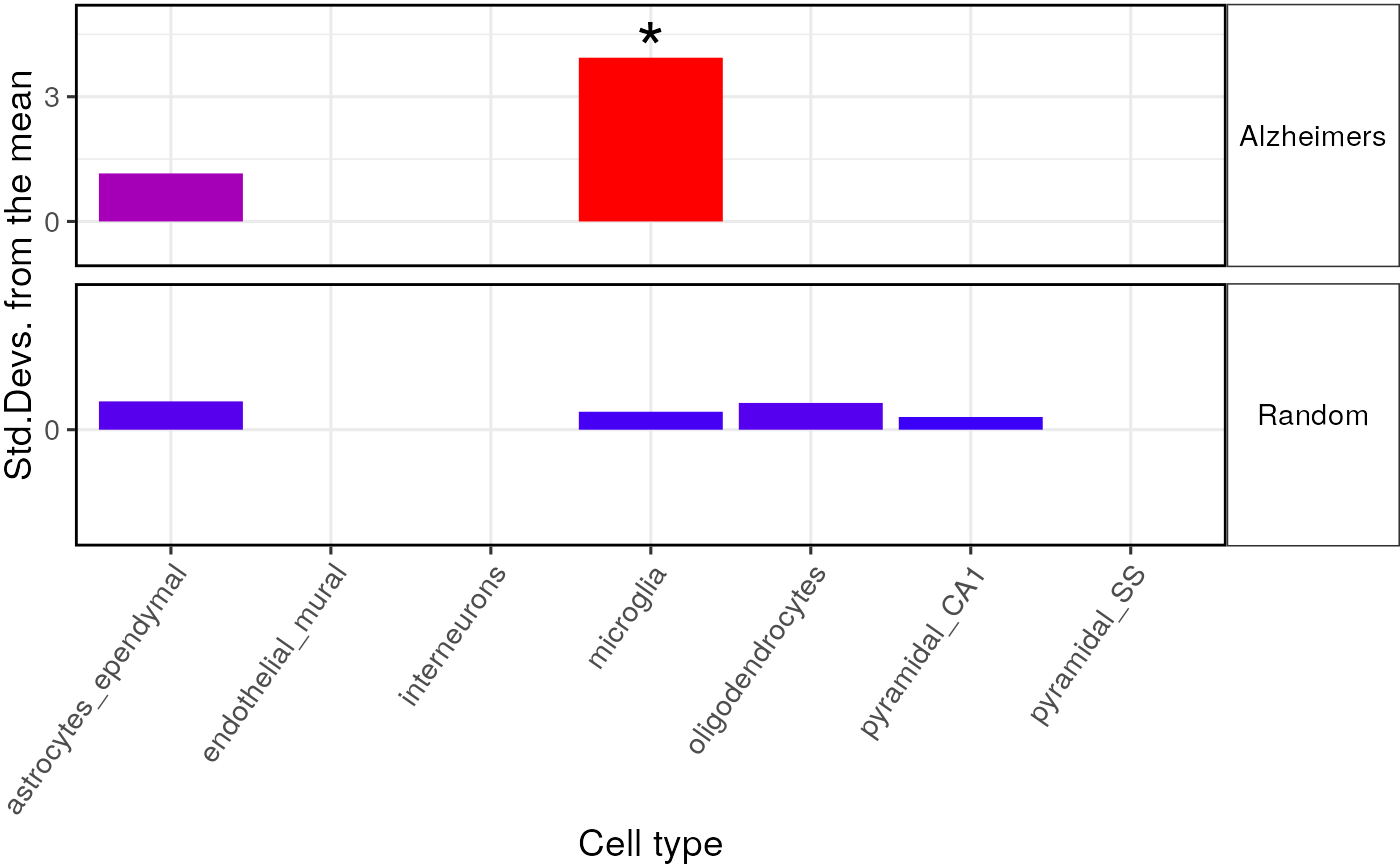 Std.Devs. from the mean
*
3
0
Alzheimers
0
Random
astrocytes_ependymal
endothelial_mural
interneurons
microglia
oligodendrocytes
pyramidal_CA1
pyramidal_SS
Cell type